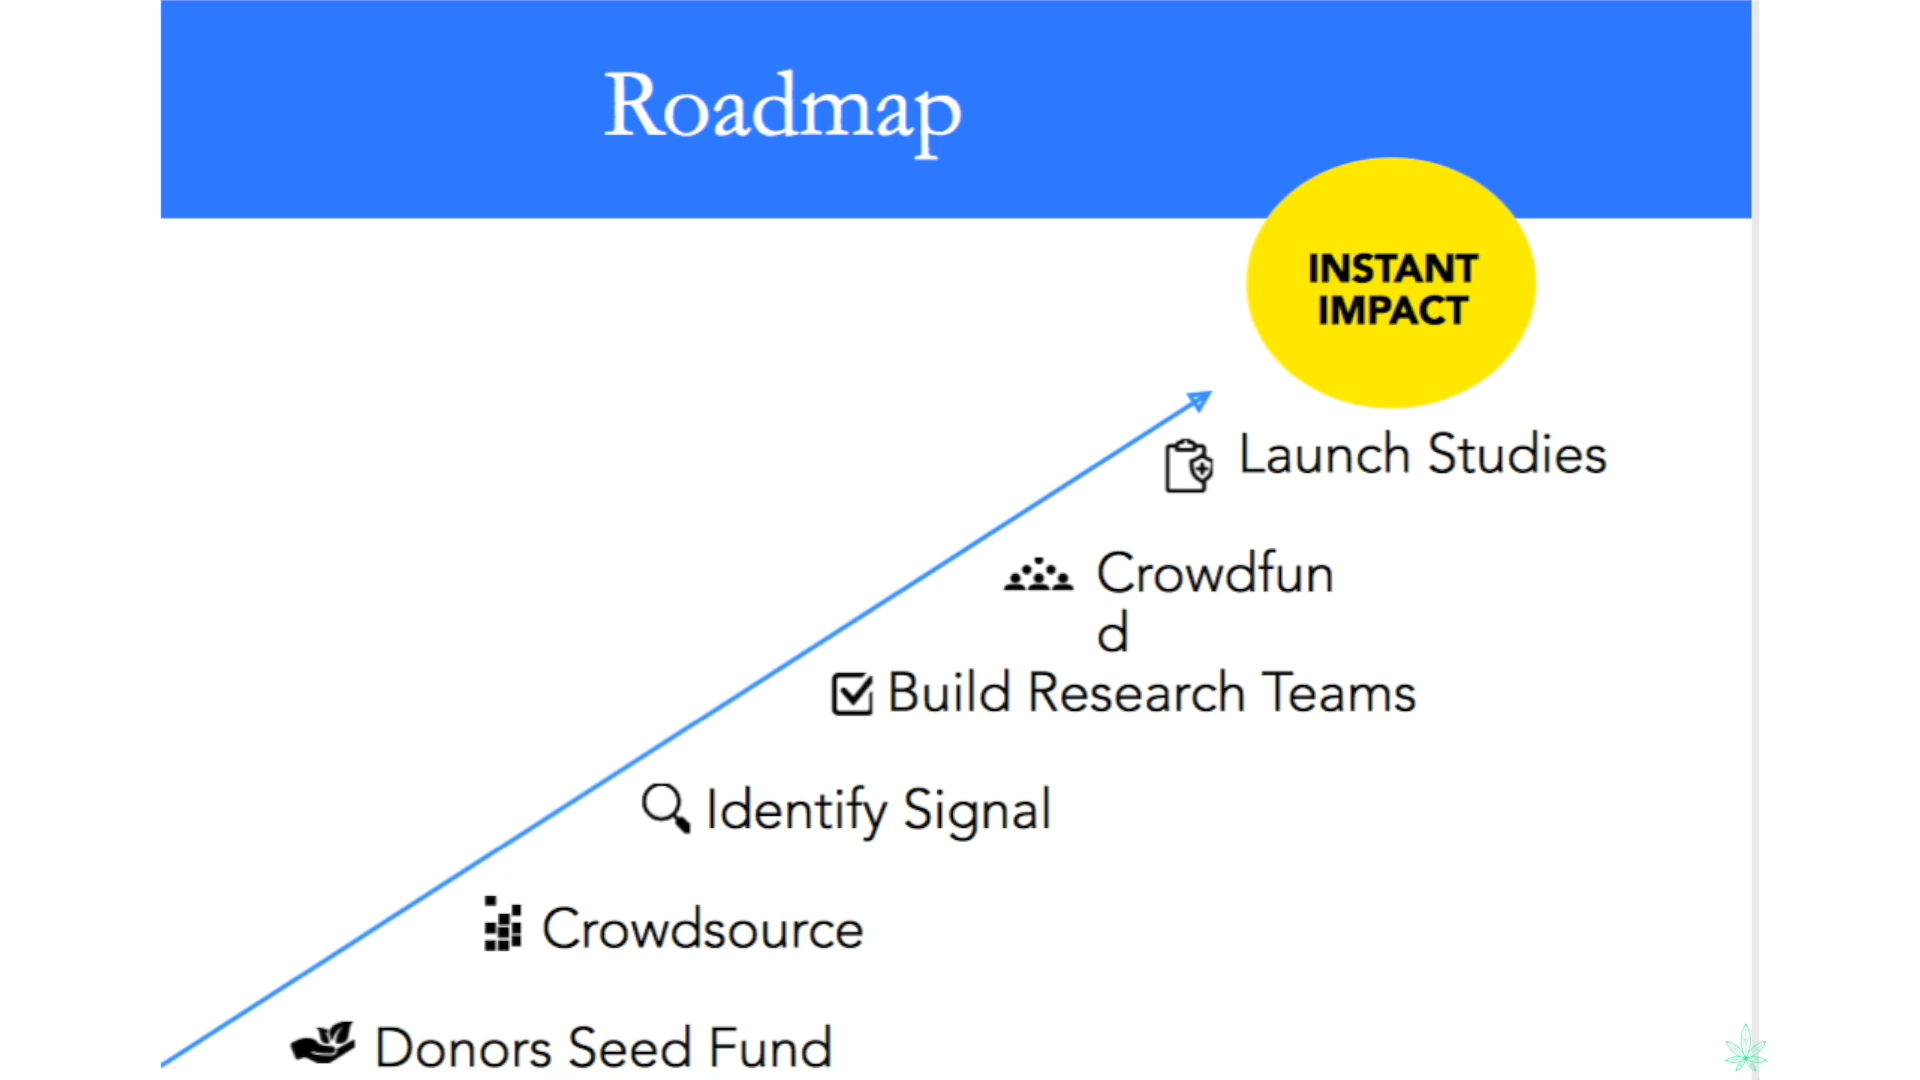 Roadmap
INSTANT
IMPACT
Launch Studies
Crowdfun
d
Build Research Teams
Identify Signal
Crowdsource
Donors Seed Fund